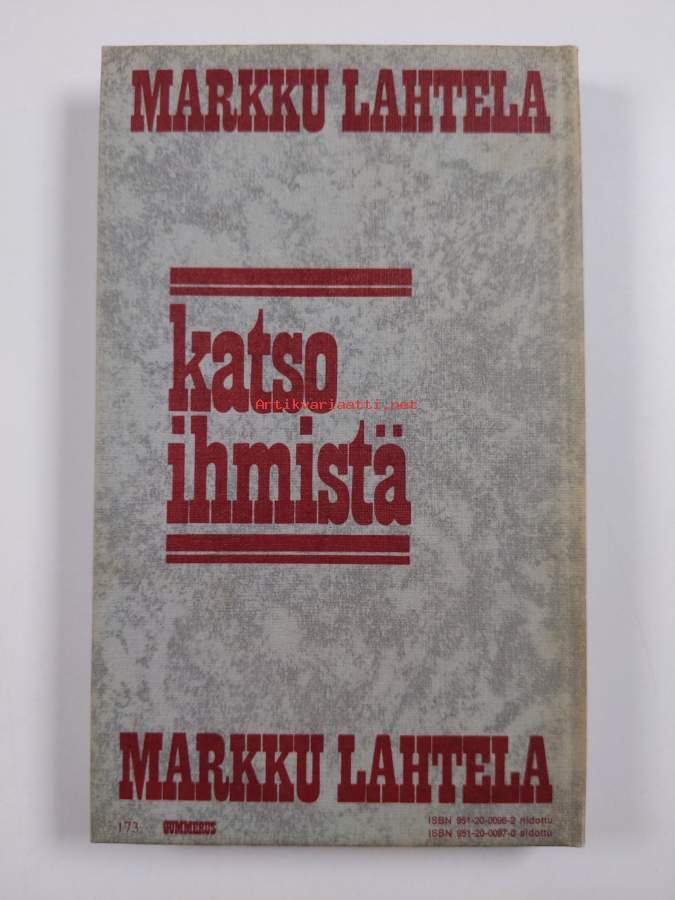 MARKKU LAHTELA
katso
Antikvariaatti.net
ihmistä
MARKKU LAHTELA
ISBN 951-20-0096-2 nidottu
173 GUMMERUS
ISBN 951-20-0097-0 sidottu